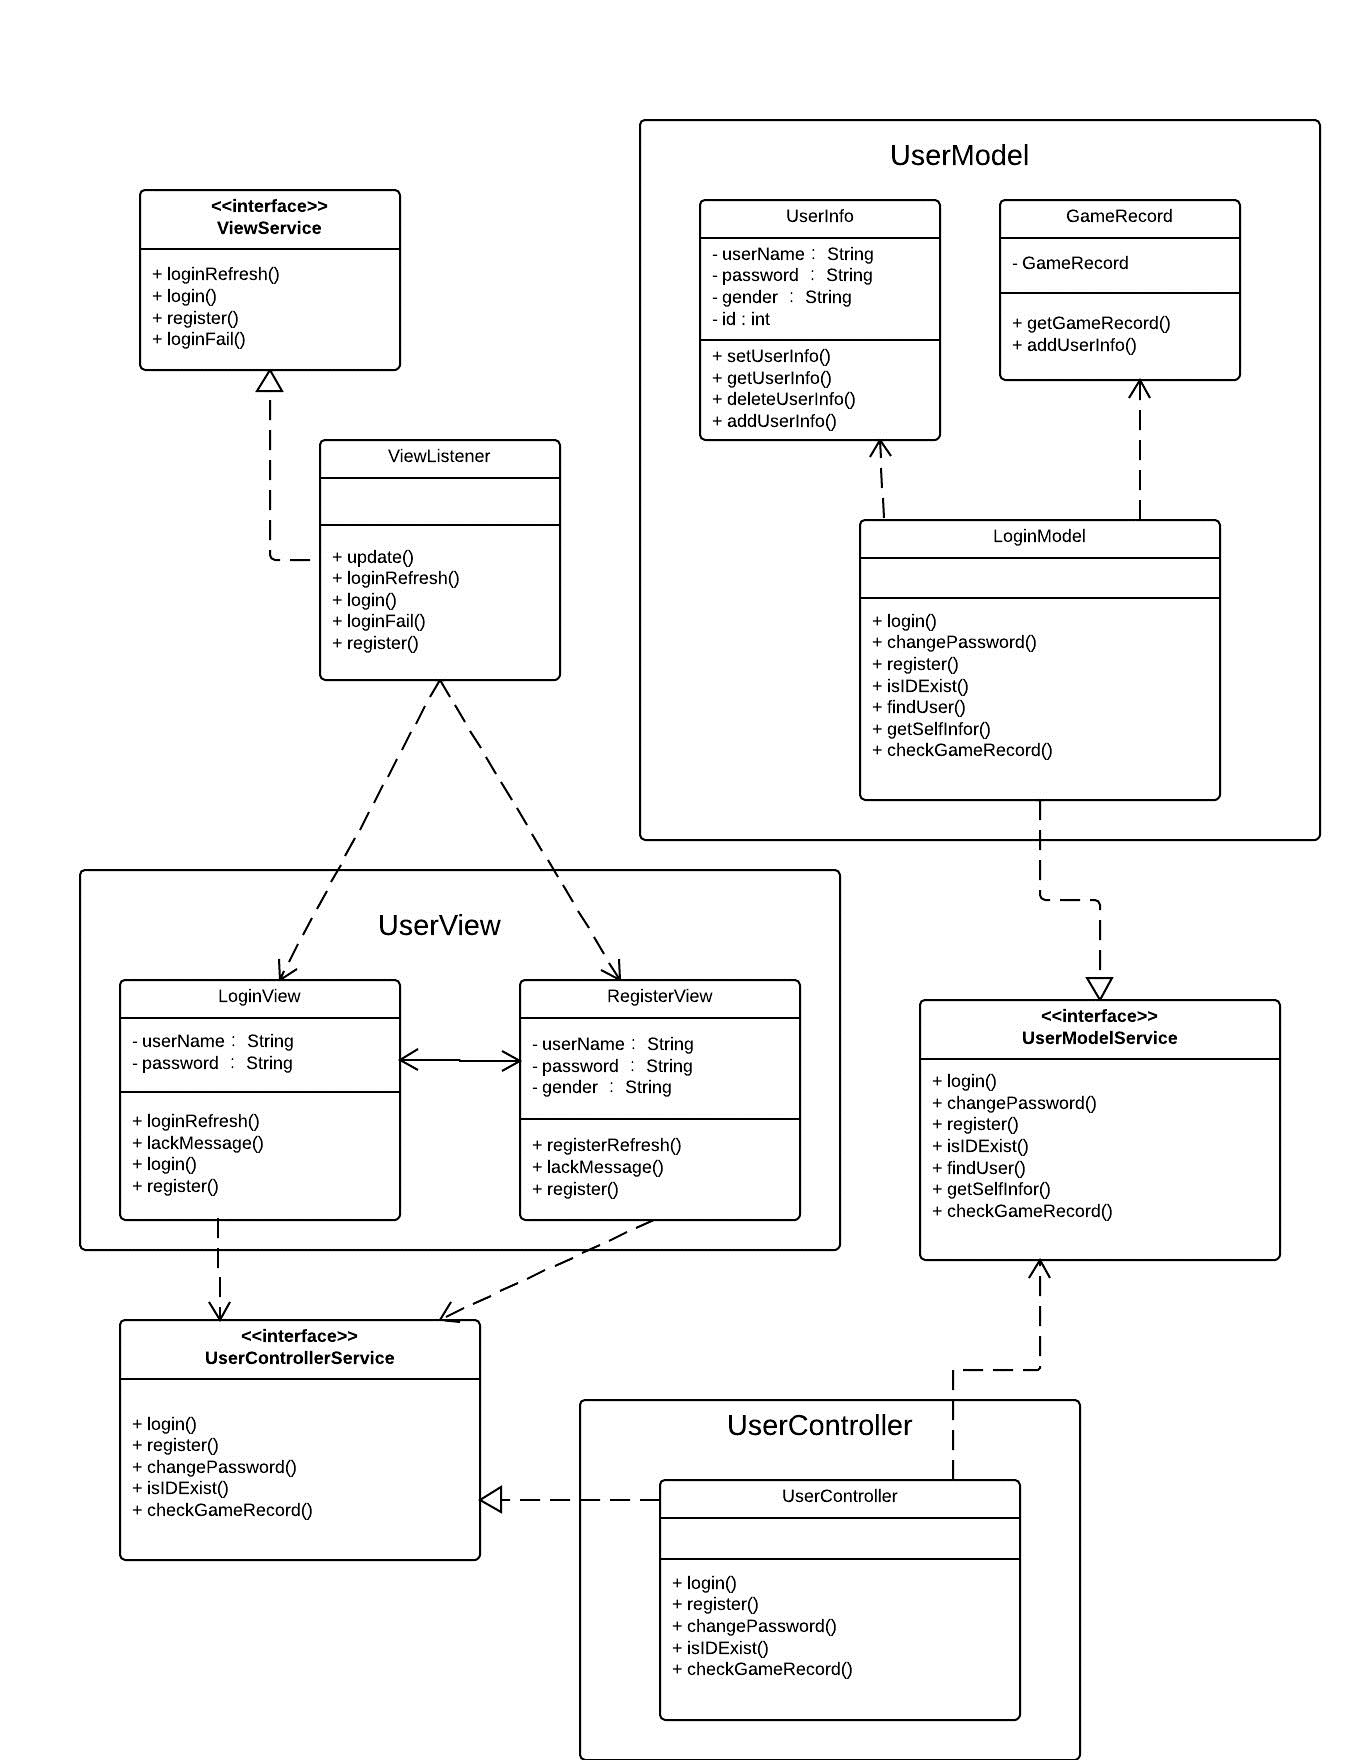 UserModel
<<interface>>
ViewService
+ loginRefresh()
+ login()
+ register()
+ loginFail()
UserInfo
- userName : String
- password : String
- gender : String
- id : int
+ setUserInfo()
+ getUserInfo()
+ deleteUserInfo()
+ addUserInfo()
GameRecord
- GameRecord
+ getGameRecord()
+ addUserInfo()
ViewListener
+ update()
+ loginRefresh()
+ login()
+ loginFail()
+ register()
LoginModel
+ login()
+ changePassword()
+ register()
+ isIDExist()
+ findUser()
+ getSelfInfor()
+ checkGameRecord()
UserView
LoginView
- userName : String
- password : String
+ loginRefresh()
+ lackMessage()
+ login()
+ register()
RegisterView
- userName : String
- password : String
- gender : String
+ registerRefresh()
+ lackMessage()
+ register()
<<interface>>
UserModelService
+ login()
+ changePassword()
+ register()
+ isIDExist()
+ findUser()
+ getSelfInfor()
+ checkGameRecord()
<<interface>>
UserControllerService
+ login()
+ register()
+ changePassword()
+ isIDExist()
+ checkGameRecord()
UserController
UserController
+ login()
+ register()
+ changePassword()
+ isIDExist()
+ checkGameRecord()